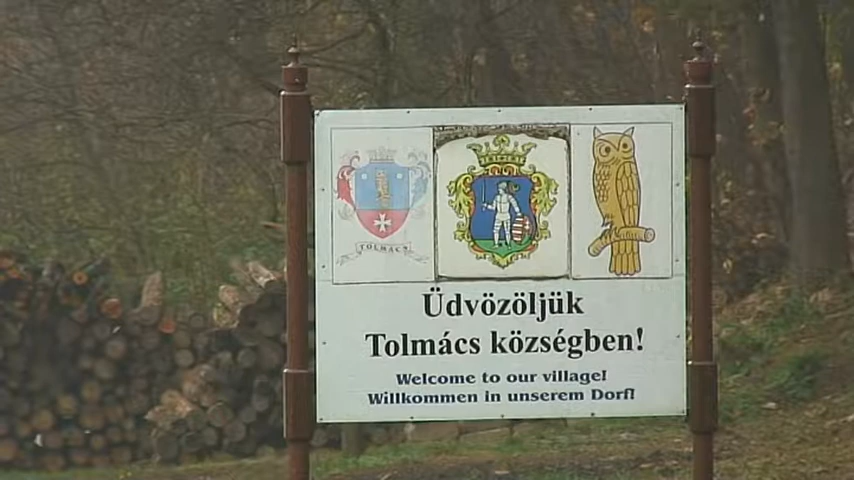 TOLMÁCS
Üdvözöljük
Tolmács községben!
Welcome to our village!
Willkommen in unserem Dorf!